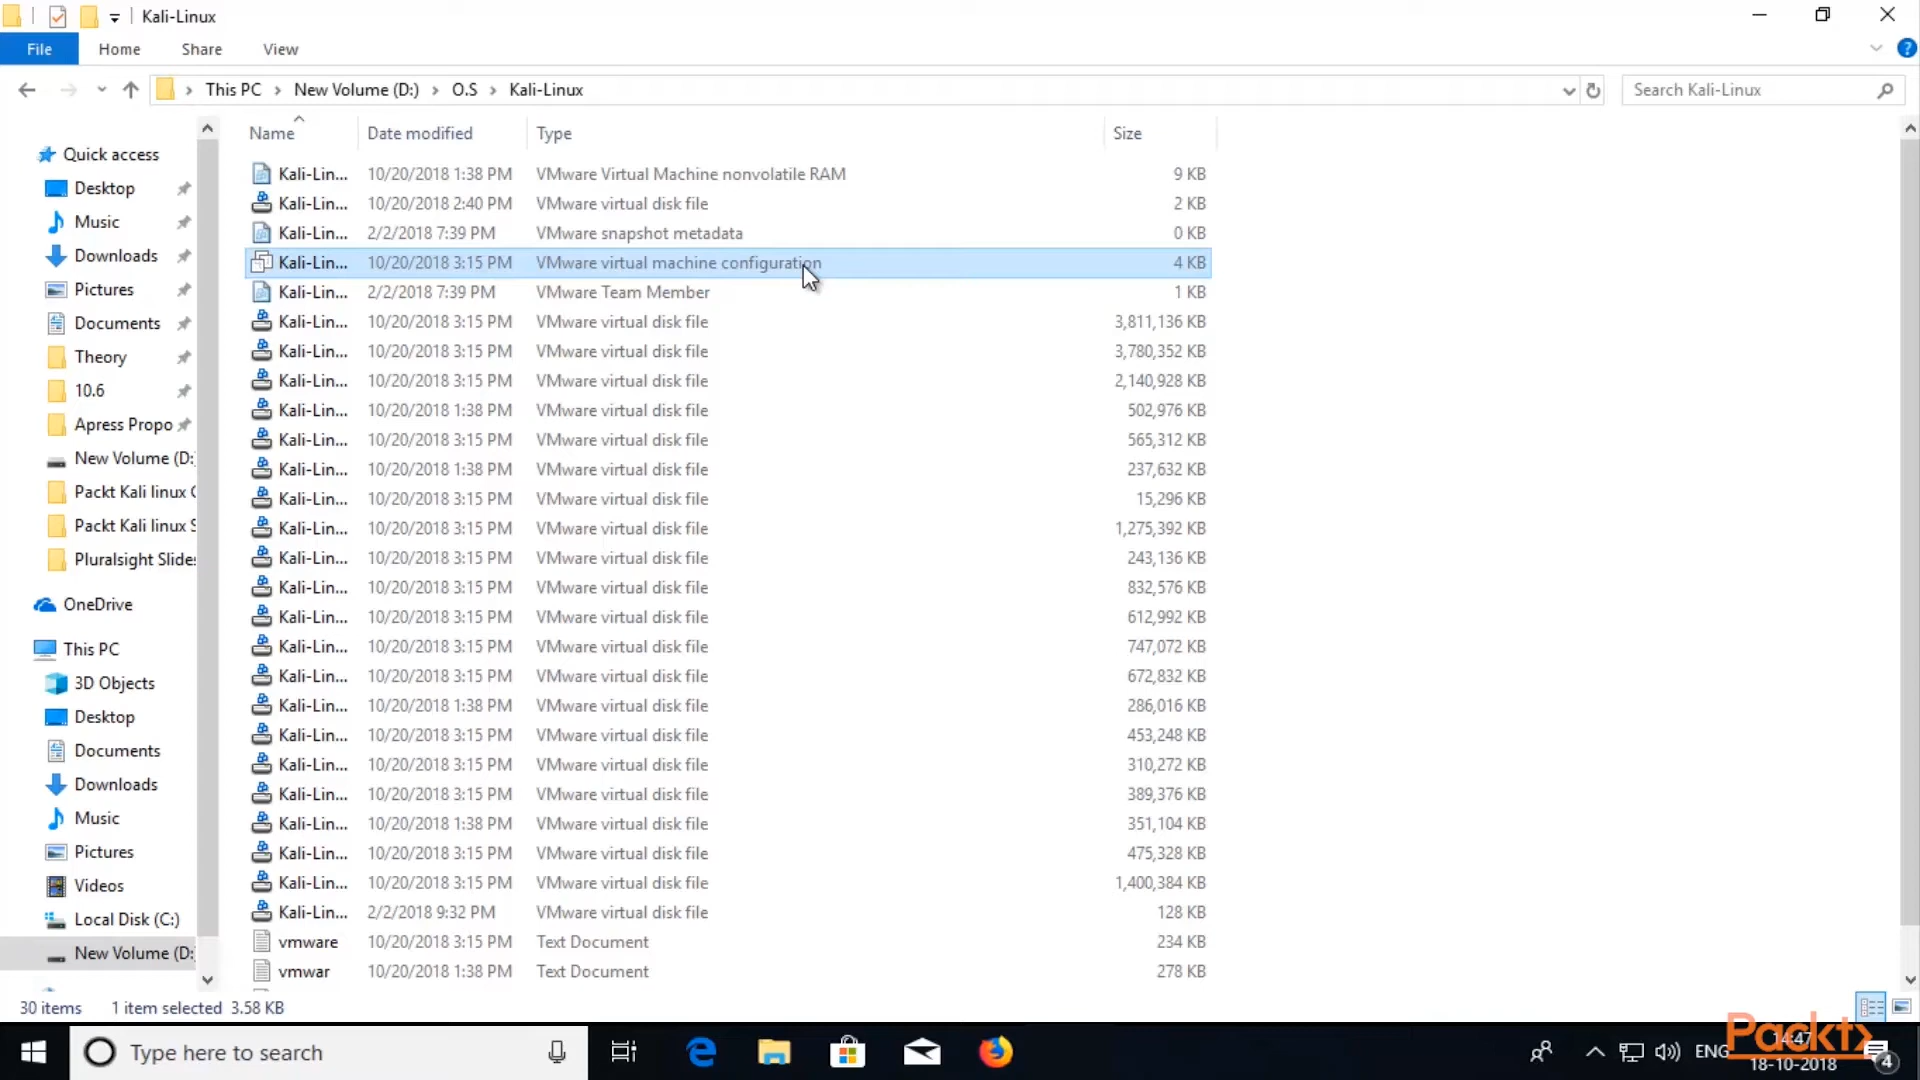 Kali-Linux
File Home Share View
This PC New Volume (D:) O.S Kali-Linux
Search Kali-Linux
Name Date modified Type Size
Quick access
Desktop
Music
Downloads
Pictures
Documents
Theory
10.6
Apress Propo
New Volume (D:
Packt Kali linux
Packt Kali linux S
Pluralsight Slides
OneDrive
This PC
3D Objects
Desktop
Documents
Downloads
Music
Pictures
Videos
Local Disk (C:)
New Volume (D:
Kali-Lin... 10/20/2018 1:38 PM VMware Virtual Machine nonvolatile RAM 9 KB
Kali-Lin... 10/20/2018 2:40 PM VMware virtual disk file 2 KB
Kali-Lin... 2/2/2018 7:39 PM VMware snapshot metadata 0 KB
Kali-Lin... 10/20/2018 3:15 PM VMware virtual machine configuration 4 KB
Kali-Lin... 2/2/2018 7:39 PM VMware Team Member 1 KB
Kali-Lin... 10/20/2018 3:15 PM VMware virtual disk file 3,811,136 KB
Kali-Lin... 10/20/2018 3:15 PM VMware virtual disk file 3,780,352 KB
Kali-Lin... 10/20/2018 3:15 PM VMware virtual disk file 2,140,928 KB
Kali-Lin... 10/20/2018 1:38 PM VMware virtual disk file 502,976 KB
Kali-Lin... 10/20/2018 3:15 PM VMware virtual disk file 565,312 KB
Kali-Lin... 10/20/2018 1:38 PM VMware virtual disk file 237,632 KB
Kali-Lin... 10/20/2018 3:15 PM VMware virtual disk file 15,296 KB
Kali-Lin... 10/20/2018 3:15 PM VMware virtual disk file 1,275,392 KB
Kali-Lin... 10/20/2018 3:15 PM VMware virtual disk file 243,136 KB
Kali-Lin... 10/20/2018 3:15 PM VMware virtual disk file 832,576 KB
Kali-Lin... 10/20/2018 3:15 PM VMware virtual disk file 612,992 KB
Kali-Lin... 10/20/2018 3:15 PM VMware virtual disk file 747,072 KB
Kali-Lin... 10/20/2018 3:15 PM VMware virtual disk file 672,832 KB
Kali-Lin... 10/20/2018 1:38 PM VMware virtual disk file 286,016 KB
Kali-Lin... 10/20/2018 3:15 PM VMware virtual disk file 453,248 KB
Kali-Lin... 10/20/2018 3:15 PM VMware virtual disk file 310,272 KB
Kali-Lin... 10/20/2018 3:15 PM VMware virtual disk file 389,376 KB
Kali-Lin... 10/20/2018 1:38 PM VMware virtual disk file 351,104 KB
Kali-Lin... 10/20/2018 3:15 PM VMware virtual disk file 475,328 KB
Kali-Lin... 10/20/2018 3:15 PM VMware virtual disk file 1,400,384 KB
Kali-Lin... 2/2/2018 9:32 PM VMware virtual disk file 128 KB
vmware 10/20/2018 3:15 PM Text Document 234 KB
vmwar 10/20/2018 1:38 PM Text Document 278 KB
30 items 1 item selected 3.58 KB
Type here to search
ENG
14:47
18-10-2018
4
Packt